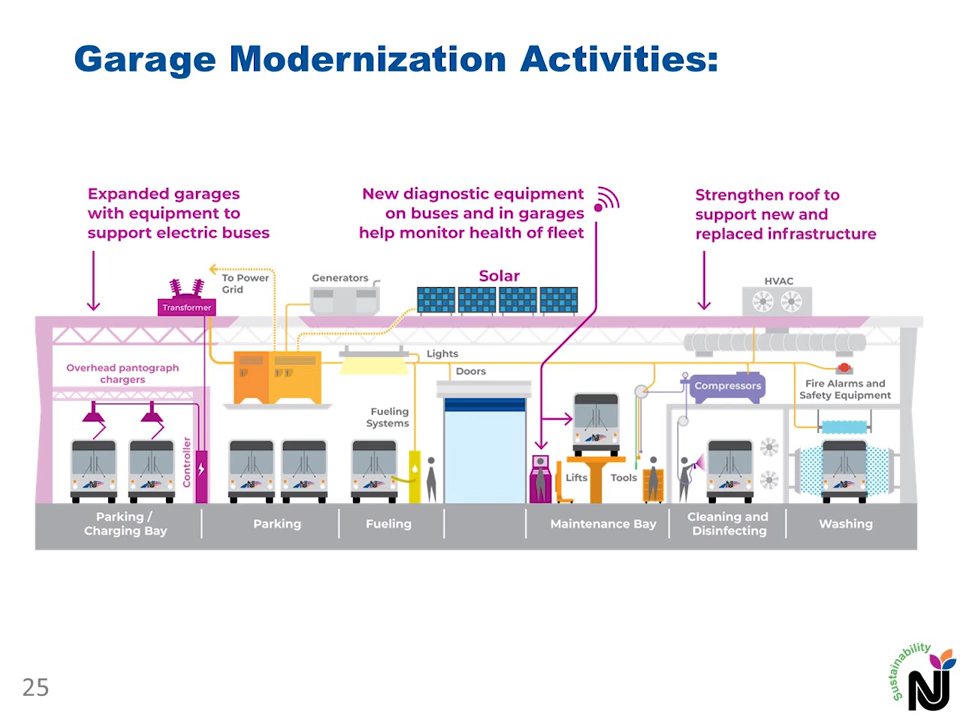 Garage Modernization Activities:
Expanded garages
with equipment to
support electric buses
New diagnostic equipment
on buses and in garages
help monitor health of fleet
Strengthen roof to
support new and
replaced infrastructure
To Power
Grid
Generators
Solar
HVAC
Transformer
Lights
Doors
Overhead pantograph
chargers
Compressors
Fire Alarms and
Safety Equipment
Fueling
Systems
Controller
Lifts
Tools
Parking /
Charging Bay
Parking
Fueling
Maintenance Bay
Cleaning and
Disinfecting
Washing
25
Sustainability
NJ